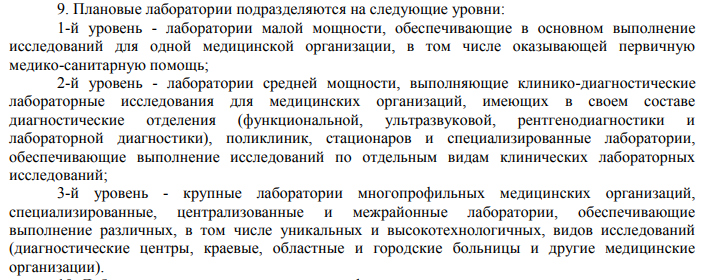 9. Плановые лаборатории подразделяются на следующие уровни:
1-й уровень - лаборатории малой мощности, обеспечивающие в основном выполнение
исследований для одной медицинской организации, в том числе оказывающей первичную
медико-санитарную помощь;
2-й уровень - лаборатории средней мощности, выполняющие клинико-диагностические
лабораторные исследования для медицинских организаций, имеющих в своем составе
диагностические отделения (функциональной, ультразвуковой, рентгенодиагностики и
лабораторной диагностики), поликлиник, стационаров и специализированные лаборатории,
обеспечивающие выполнение исследований по отдельным видам клинических лабораторных
исследований;
3-й уровень - крупные лаборатории многопрофильных медицинских организаций,
специализированные, централизованные и межрайонные лаборатории, обеспечивающие
выполнение различных, в том числе уникальных и высокотехнологичных, видов исследований
(диагностические центры, краевые, областные и городские больницы и другие медицинские
организации).